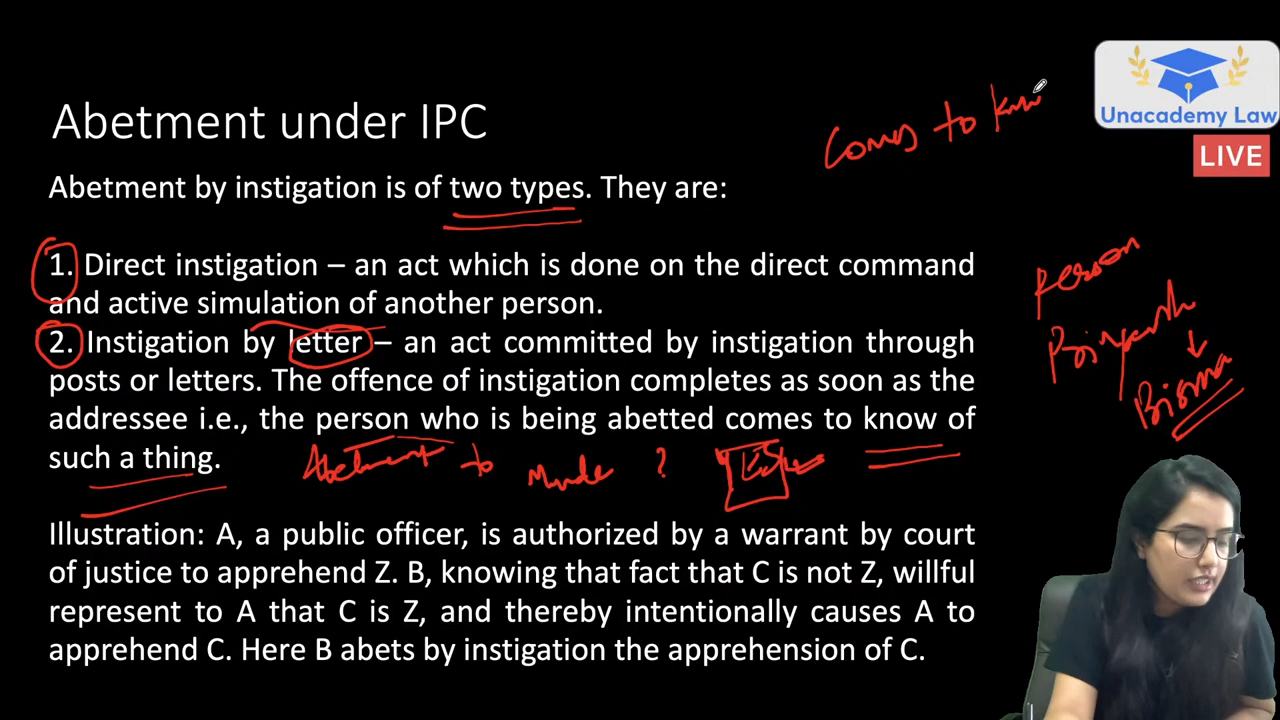 Comes to know
Unacademy Law
LIVE
Abetment under IPC
Abetment by instigation is of two types. They are:
Person
1. Direct instigation – an act which is done on the direct command
and active simulation of another person.
2. Instigation by letter – an act committed by instigation through
posts or letters. The offence of instigation completes as soon as the
Bisma
addressee i.e., the person who is being abetted comes to know of
such a thing.
Abetment to Murder ? Yes
Illustration: A, a public officer, is authorized by a warrant by court
of justice to apprehend Z. B, knowing that fact that C is not Z, willful
represent to A that C is Z, and thereby intentionally causes A to
apprehend C. Here B abets by instigation the apprehension of C.